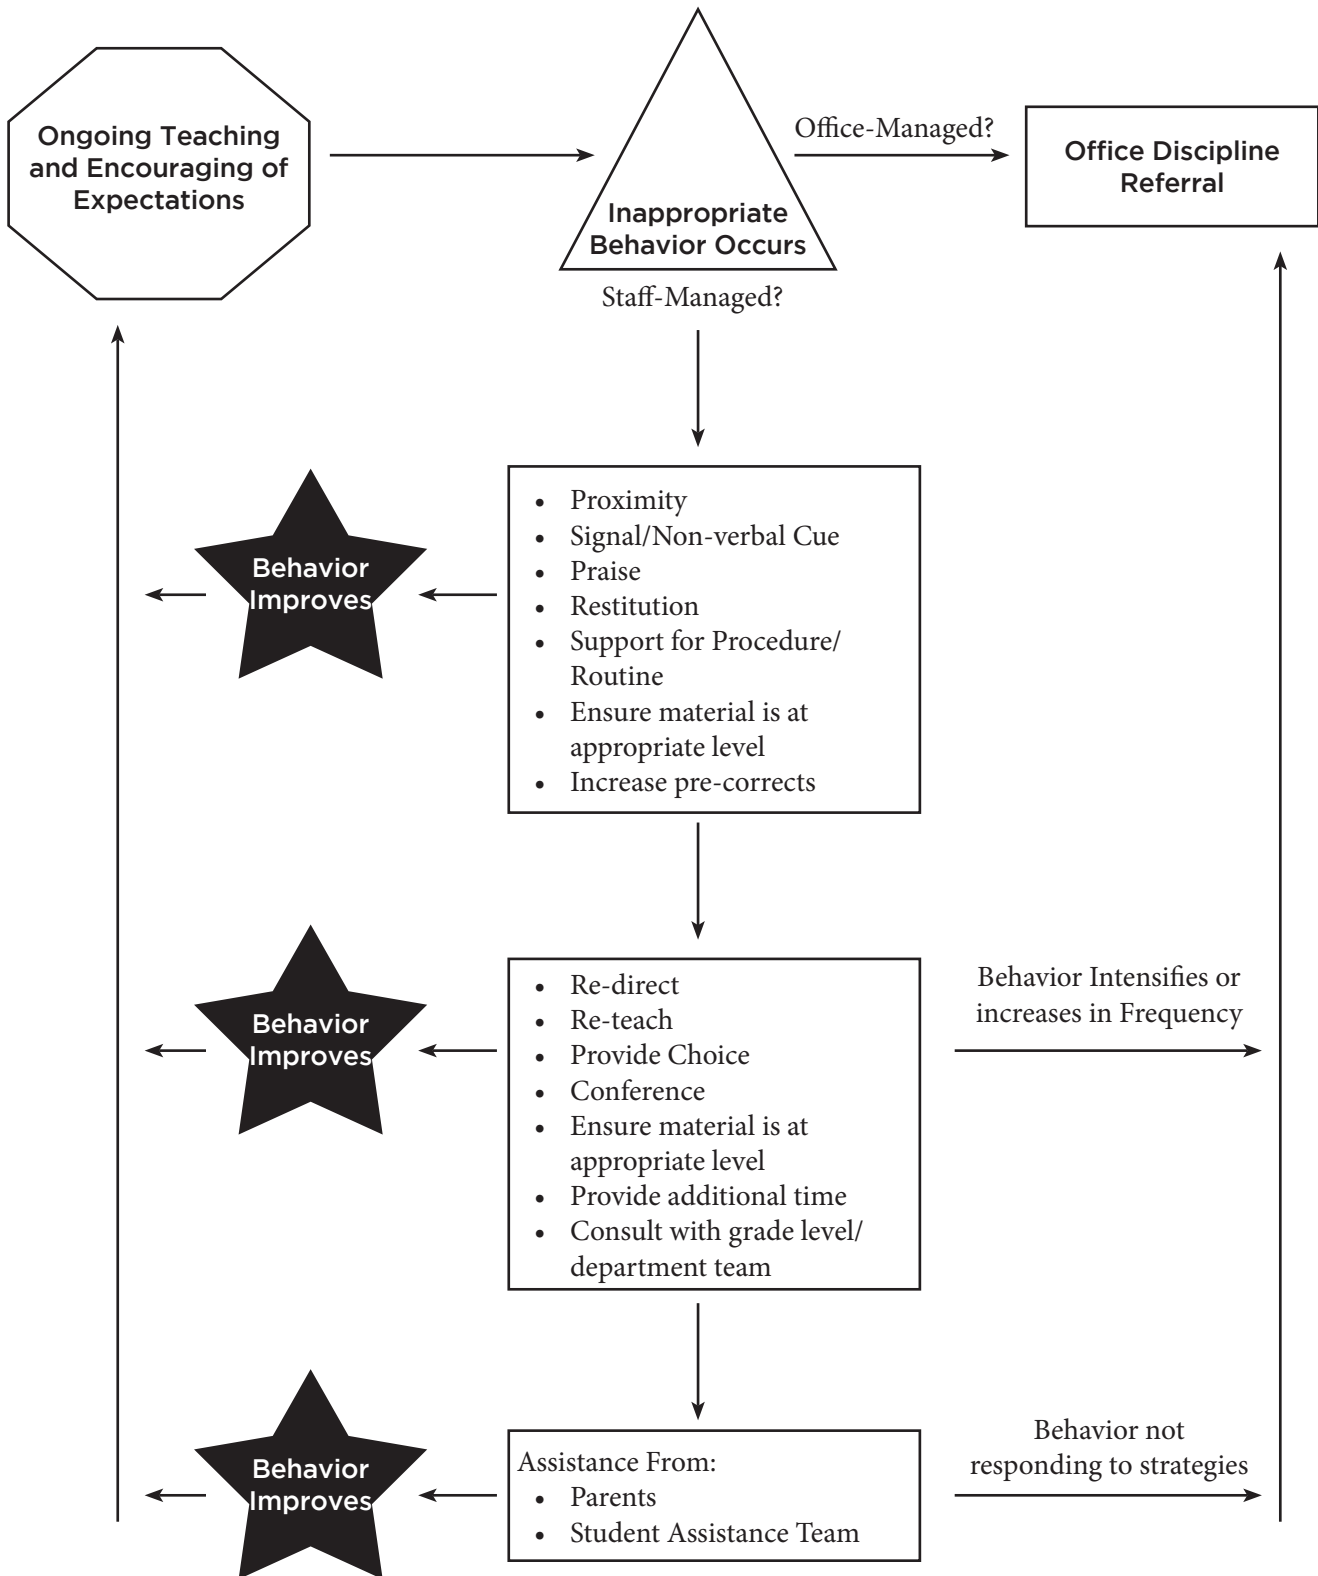 Ongoing Teaching
and Encouraging of
Expectations
Inappropriate
Behavior Occurs
Office-Managed?
Office Discipline
Referral
Staff-Managed?
• Proximity
• Signal/Non-verbal Cue
• Praise
• Restitution
• Support for Procedure/
Routine
• Ensure material is at
appropriate level
• Increase pre-corrects
Behavior
Improves
• Re-direct
• Re-teach
• Provide Choice
• Conference
• Ensure material is at
appropriate level
• Provide additional time
• Consult with grade level/
department team
Behavior
Improves
Behavior Intensifies or
increases in Frequency
Assistance From:
• Parents
• Student Assistance Team
Behavior
Improves
Behavior not
responding to strategies